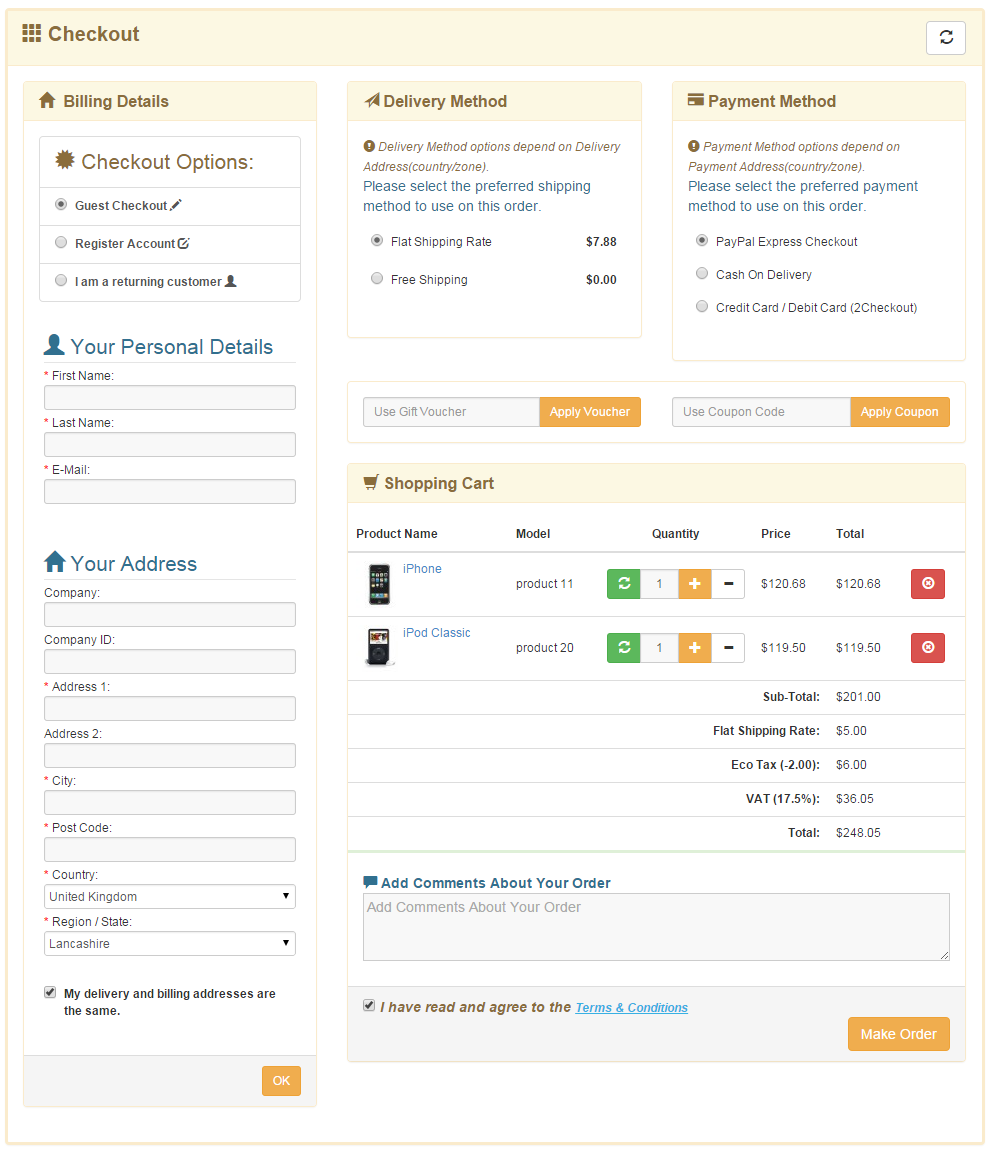 Checkout
Billing Details
Checkout Options:
Guest Checkout
Register Account
I am a returning customer
Your Personal Details
* First Name:
* Last Name:
* E-Mail:
Your Address
Company:
Company ID:
* Address 1:
Address 2:
* City:
* Post Code:
* Country:
United Kingdom
* Region / State:
Lancashire
My delivery and billing addresses are
the same.
OK
Delivery Method
Delivery Method options depend on Delivery
Address(country/zone).
Please select the preferred shipping
method to use on this order.
Flat Shipping Rate $7.88
Free Shipping $0.00
Payment Method
Payment Method options depend on
Payment Address(country/zone).
Please select the preferred payment
method to use on this order.
PayPal Express Checkout
Cash On Delivery
Credit Card / Debit Card (2Checkout)
Use Gift Voucher Apply Voucher Use Coupon Code Apply Coupon
Shopping Cart
Product Name Model Quantity Price Total
iPhone product 11 1 $120.68 $120.68
iPod Classic product 20 1 $119.50 $119.50
Sub-Total: $201.00
Flat Shipping Rate: $5.00
Eco Tax (-2.00): $6.00
VAT (17.5%): $36.05
Total: $248.05
Add Comments About Your Order
Add Comments About Your Order
I have read and agree to the Terms & Conditions
Make Order